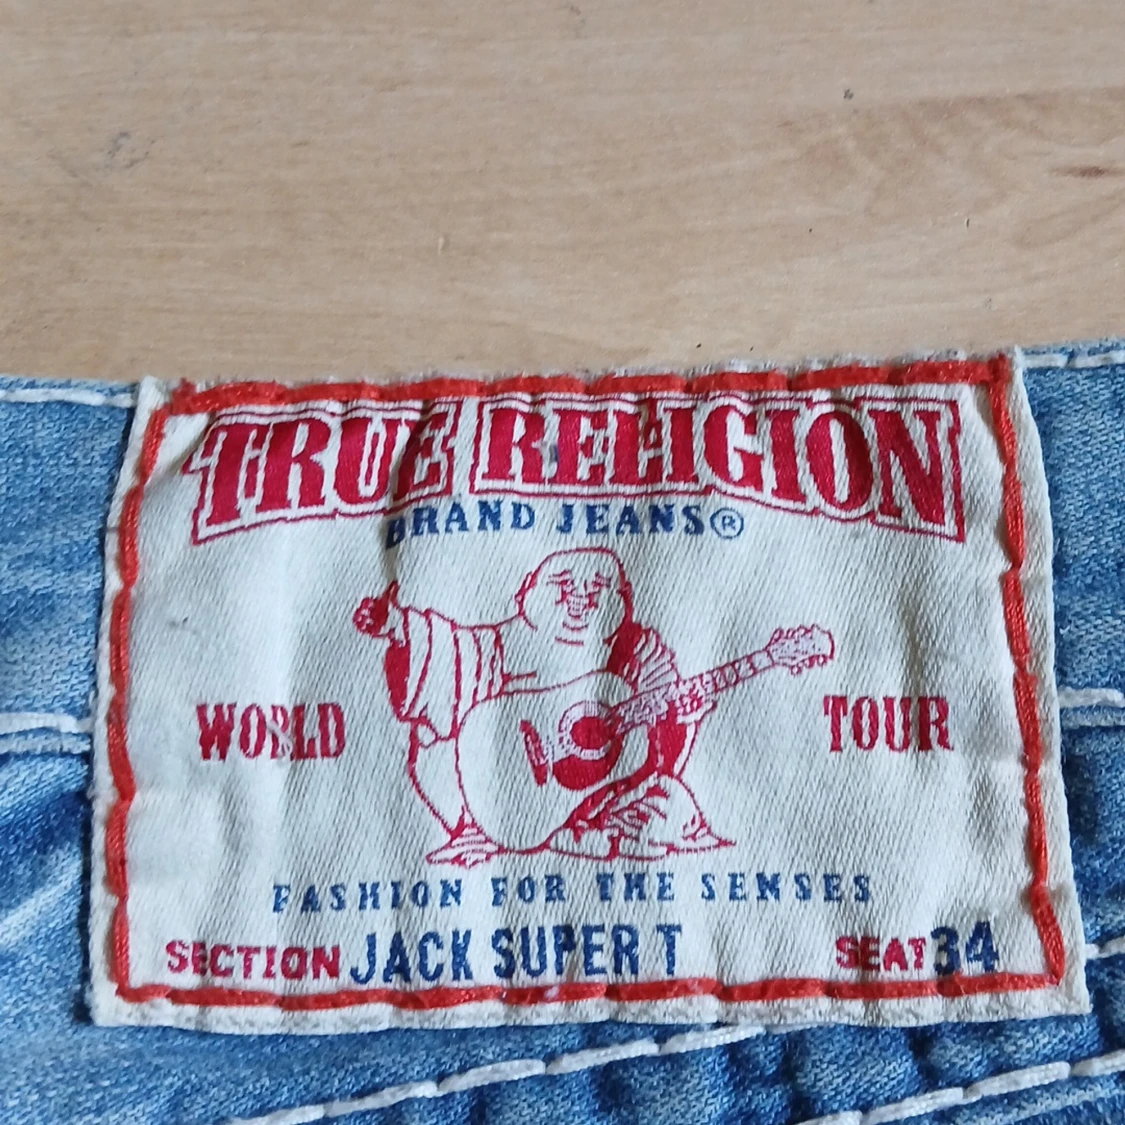 TRUE RELIGION
BRAND JEANS®
WORLD TOUR
FASHION FOR THE SENSES
SECTION JACK SUPER T SEAT 34